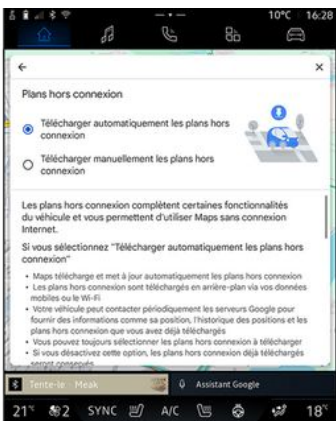 10°C 16:28
Plans hors connexion
Télécharger automatiquement les plans hors
connexion
Télécharger manuellement les plans hors
connexion
Les plans hors connexion complètent certaines fonctionnalités
du véhicule et vous permettent d'utiliser Maps sans connexion
Internet.
Si vous sélectionnez "Télécharger automatiquement les plans hors
connexion"
• Maps télécharge et met à jour automatiquement les plans hors connexion
• Les plans hors connexion sont téléchargés en arrière-plan via vos données
mobiles ou le Wi-Fi
• Votre véhicule peut contacter périodiquement les serveurs Google pour
fournir des informations comme sa position, l'historique des positions et les
plans hors connexion que vous avez déjà téléchargés
• Vous pouvez toujours sélectionner les plans hors connexion à télécharger
• Si vous désactivez cette option, les plans hors connexion déjà téléchargés
seront conservés
Tente-le Meak
Assistant Google
21° 2 SYNC A/C 18°